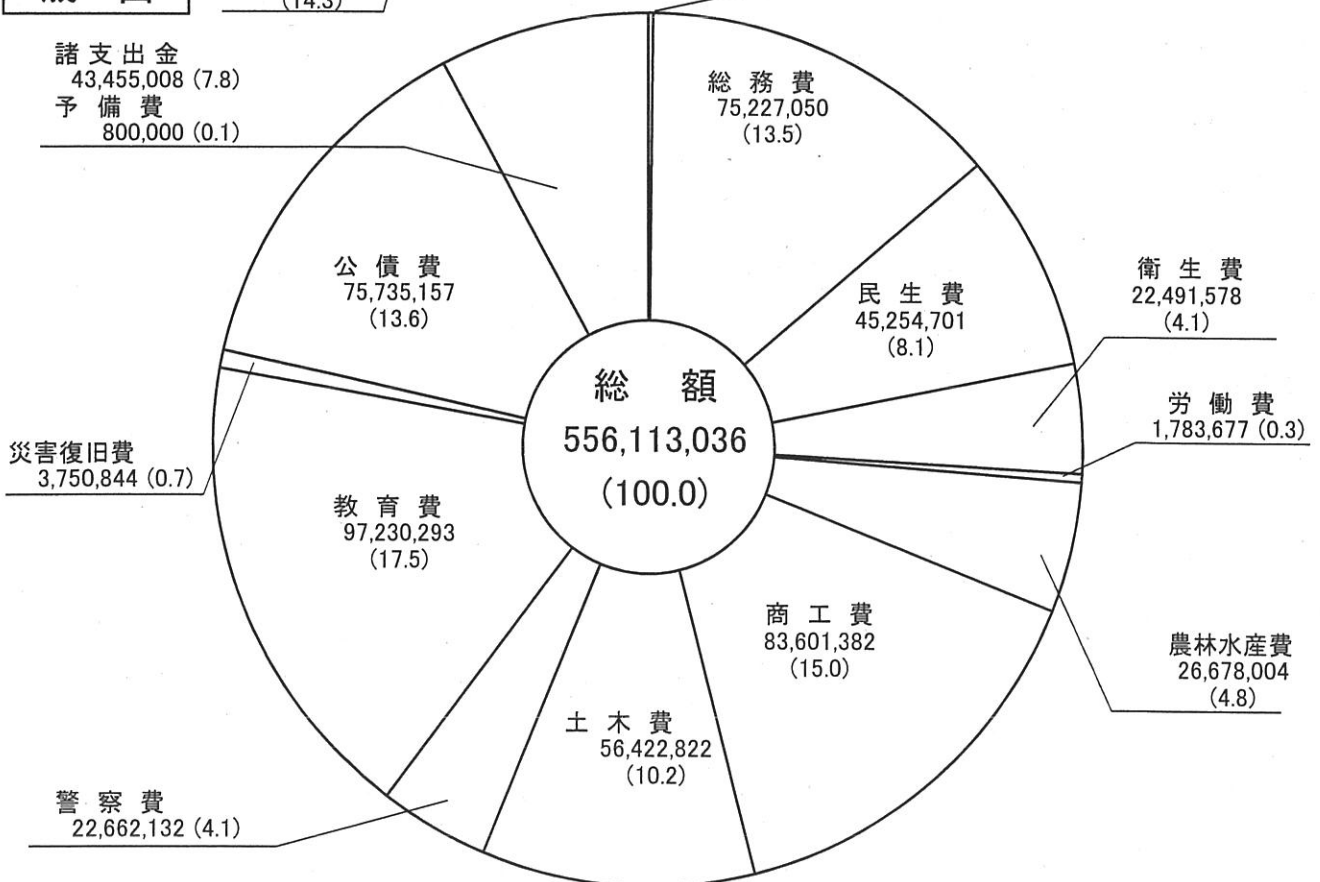 (14.3)
諸支出金
43,455,008 (7.8)
予備費
800,000 (0.1)
総務費
75,227,050
(13.5)
民生費
45,254,701
(8.1)
衛生費
22,491,578
(4.1)
労働費
1,783,677 (0.3)
農林水産費
26,678,004
(4.8)
商工費
83,601,382
(15.0)
土木費
56,422,822
(10.2)
警察費
22,662,132 (4.1)
教育費
97,230,293
(17.5)
災害復旧費
3,750,844 (0.7)
公債費
75,735,157
(13.6)
総額
556,113,036
(100.0)